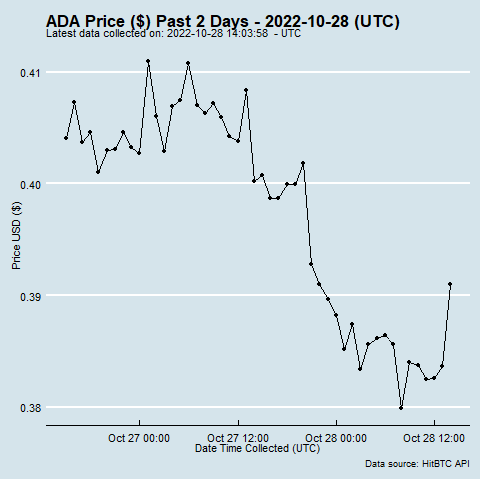 ADA Price ($) Past 2 Days - 2022-10-28 (UTC)
Latest data collected on: 2022-10-28 14:03:58 - UTC
0.41
0.40
0.39
0.38
Price USD ($)
Oct 27 00:00 Oct 27 12:00 Oct 28 00:00 Oct 28 12:00
Date Time Collected (UTC)
Data source: HitBTC API